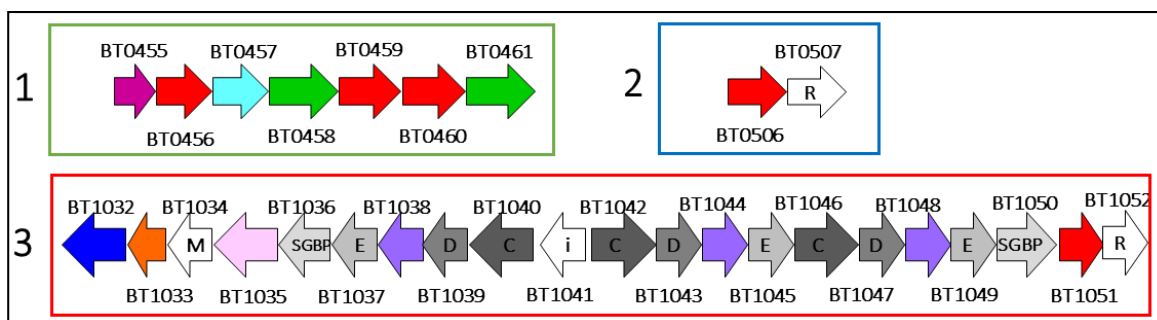 BT0455 BT0457 BT0459 BT0461
1
BT0456 BT0458 BT0460
2
BT0507
R
BT0506
BT1032 BT1034 BT1036 BT1038 BT1040 BT1042 BT1044 BT1046 BT1048 BT1050 BT1052
3
M SGBP E D C i C D E C D E SGBP R
BT1033 BT1035 BT1037 BT1039 BT1041 BT1043 BT1045 BT1047 BT1049 BT1051